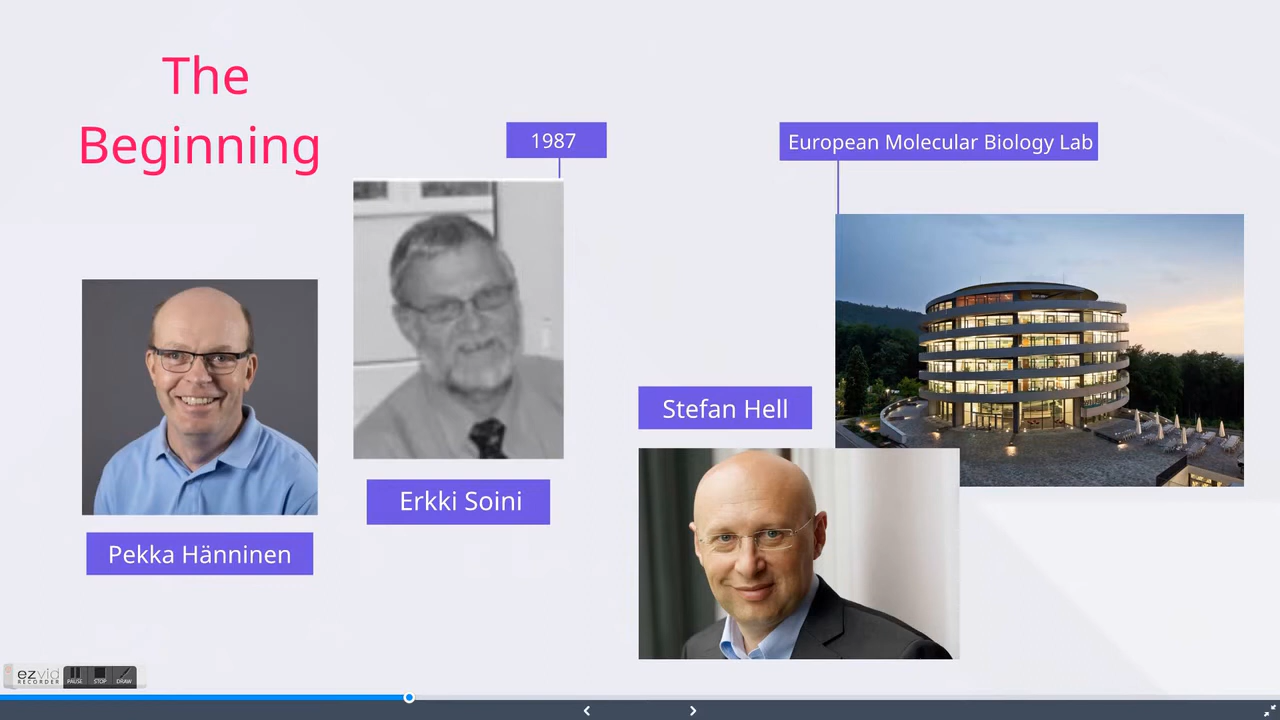 The
Beginning
1987
European Molecular Biology Lab
Stefan Hell
Erkki Soini
Pekka Hänninen
ezvid
RECORDER
PAUSE
STOP
DRAW